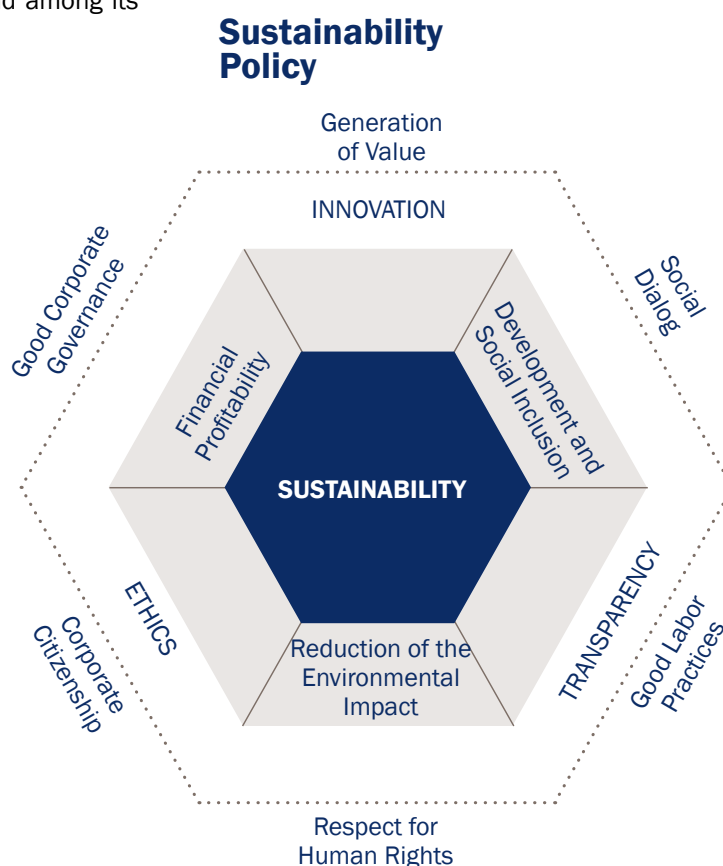 d among its
Sustainability
Policy
Generation
of Value
INNOVATION
Good Corporate
Governance
Social
Dialog
Financial
Profitability
Development and
Social Inclusion
SUSTAINABILITY
ETHICS
TRANSPARENCY
Corporate
Citizenship
Reduction of the
Environmental
Impact
Good Labor
Practices
Respect for
Human Rights